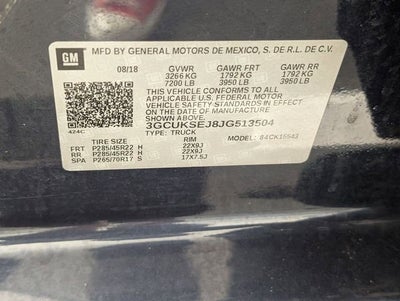 GM
MFD BY GENERAL MOTORS DE MEXICO, S. DE R.L. DE C.V.
08/18 GVWR GAWR FRT GAWR RR
3266 KG 1792 KG 1792 KG
7200 LB 3950 LB 3950 LB
THIS VEHICLE CONFORMS TO ALL
APPLICABLE U.S. FEDERAL MOTOR
VEHICLE SAFETY STANDARDS IN EFFECT
ON THE DATE OF MANUFACTURE
SHOWN ABOVE.
3GCUKSEJ8JG513504
424C TYPE: TRUCK 84CK15543
TIRE SIZE RIM
FRT P285/45R22 H 22X9J
RR P285/45R22 H 22X9J
SPA P265/70R17 S 17X7.5J